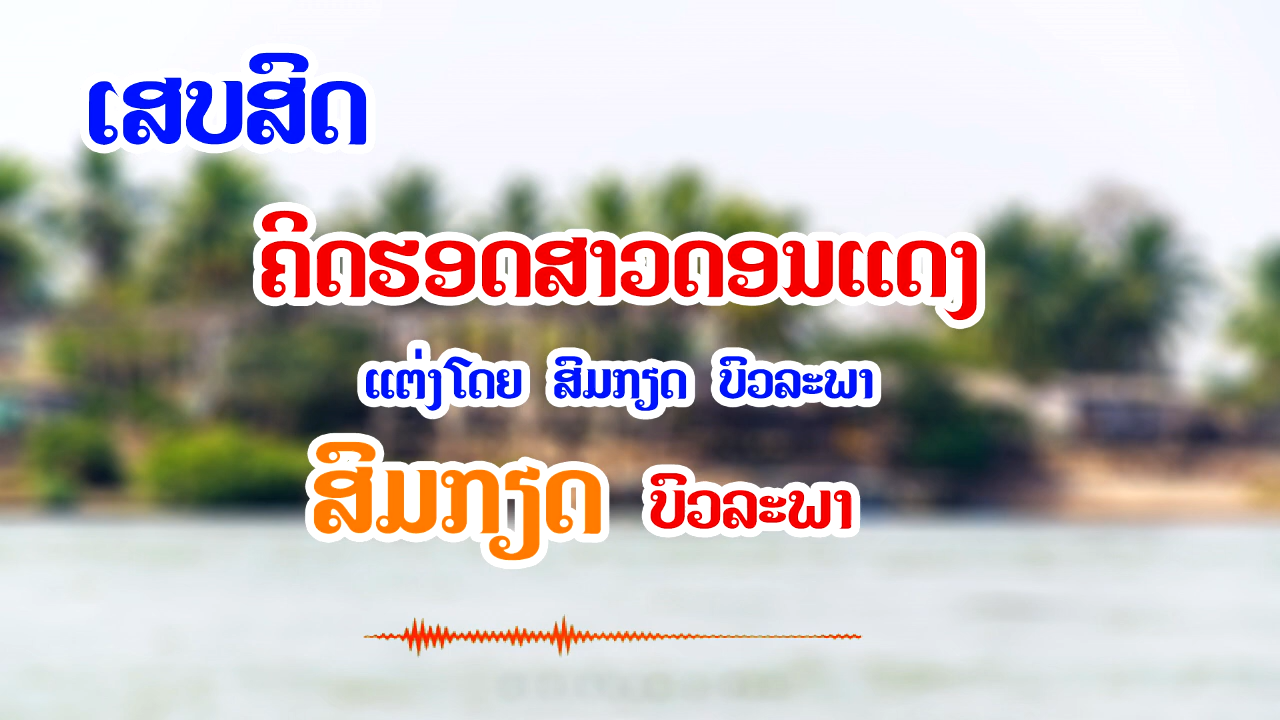 ເສບສົດ
ຄິດຮອດສາວດອນແດງ
ແຕ່ງໂດຍ ສົມກຽດ ບົວລະພາ
ສົມກຽດ ບົວລະພາ